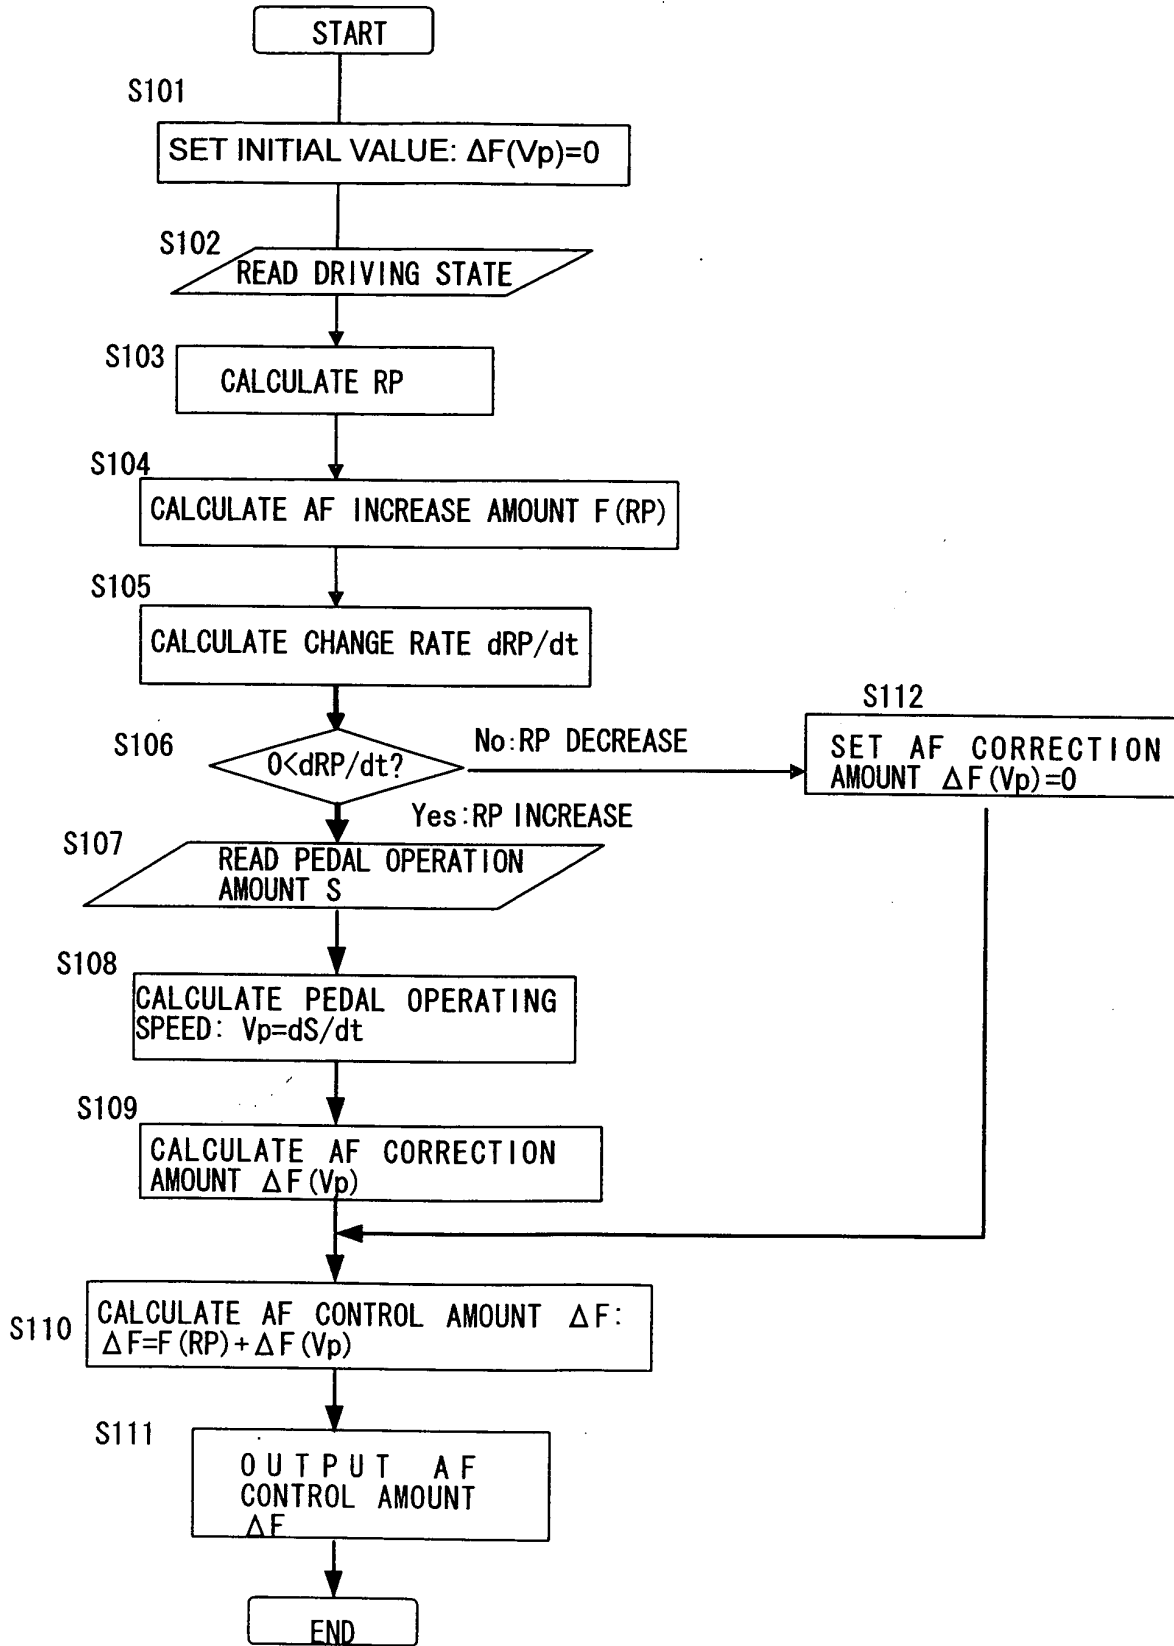 START
S101
SET INITIAL VALUE: ΔF(Vp)=0
S102
READ DRIVING STATE
S103
CALCULATE RP
S104
CALCULATE AF INCREASE AMOUNT F(RP)
S105
CALCULATE CHANGE RATE dRP/dt
S106
0<dRP/dt?
No:RP DECREASE
S112
SET AF CORRECTION
AMOUNT ΔF(Vp)=0
Yes:RP INCREASE
S107
READ PEDAL OPERATION
AMOUNT S
S108
CALCULATE PEDAL OPERATING
SPEED: Vp=dS/dt
S109
CALCULATE AF CORRECTION
AMOUNT ΔF(Vp)
S110
CALCULATE AF CONTROL AMOUNT ΔF:
ΔF=F(RP)+ΔF(Vp)
S111
OUTPUT AF
CONTROL AMOUNT
ΔF
END